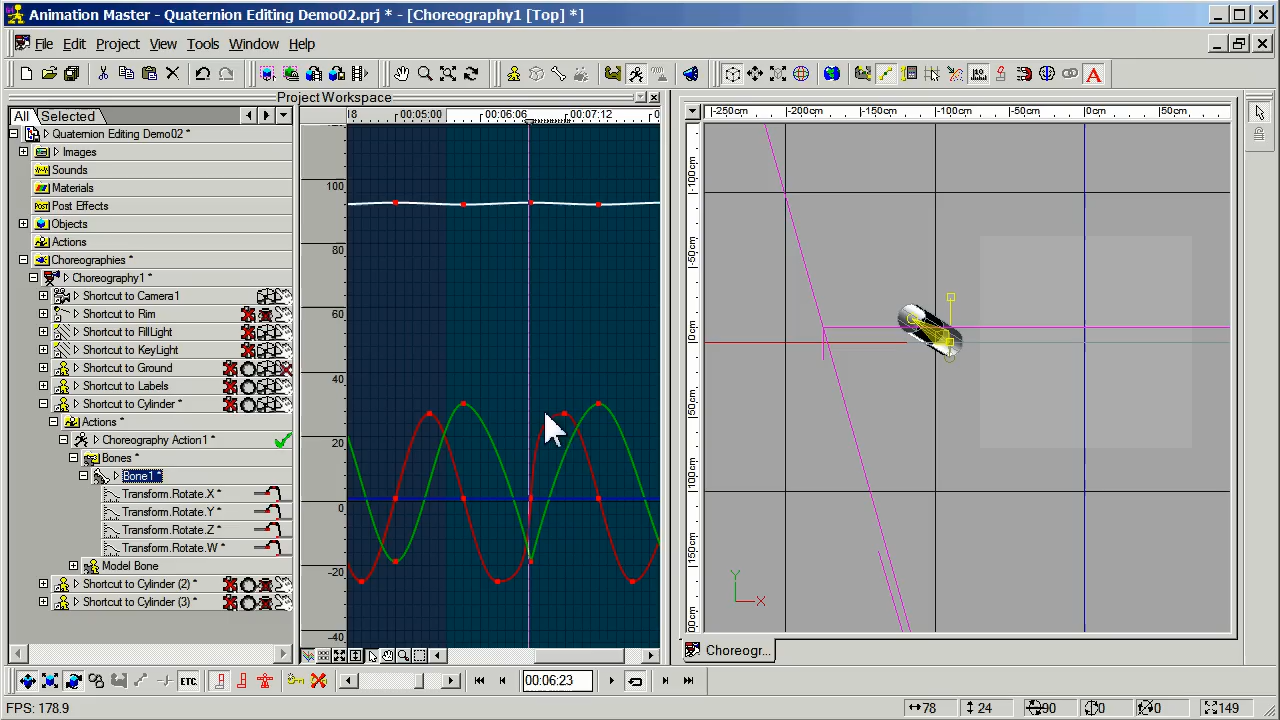 Animation Master - Quaternion Editing Demo02.prj * - [Choreography1 [Top] *]
File Edit Project View Tools Window Help
Project Workspace
All Selected
Quaternion Editing Demo02 *
Images
Sounds
Materials
Post Effects
Objects
Actions
Choreographies *
Choreography1 *
Shortcut to Camera1
Shortcut to Rim
Shortcut to FillLight
Shortcut to KeyLight
Shortcut to Ground
Shortcut to Labels
Shortcut to Cylinder *
Actions *
Choreography Action1 *
Bones *
Bone1 *
Transform.Rotate.X *
Transform.Rotate.Y *
Transform.Rotate.Z *
Transform.Rotate.W *
Model Bone
Shortcut to Cylinder (2) *
Shortcut to Cylinder (3) *
8 00:05:00 00:06:06 00:07:12
100
80
60
40
20
0
-20
-40
-250cm -200cm -150cm -100cm -50cm 0cm 50cm
-100cm
-50cm
0cm
50cm
100cm
150cm
Y
X
Choreogr...
ETC.
00:06:23
FPS: 178.9
78 24 90 0 0 149